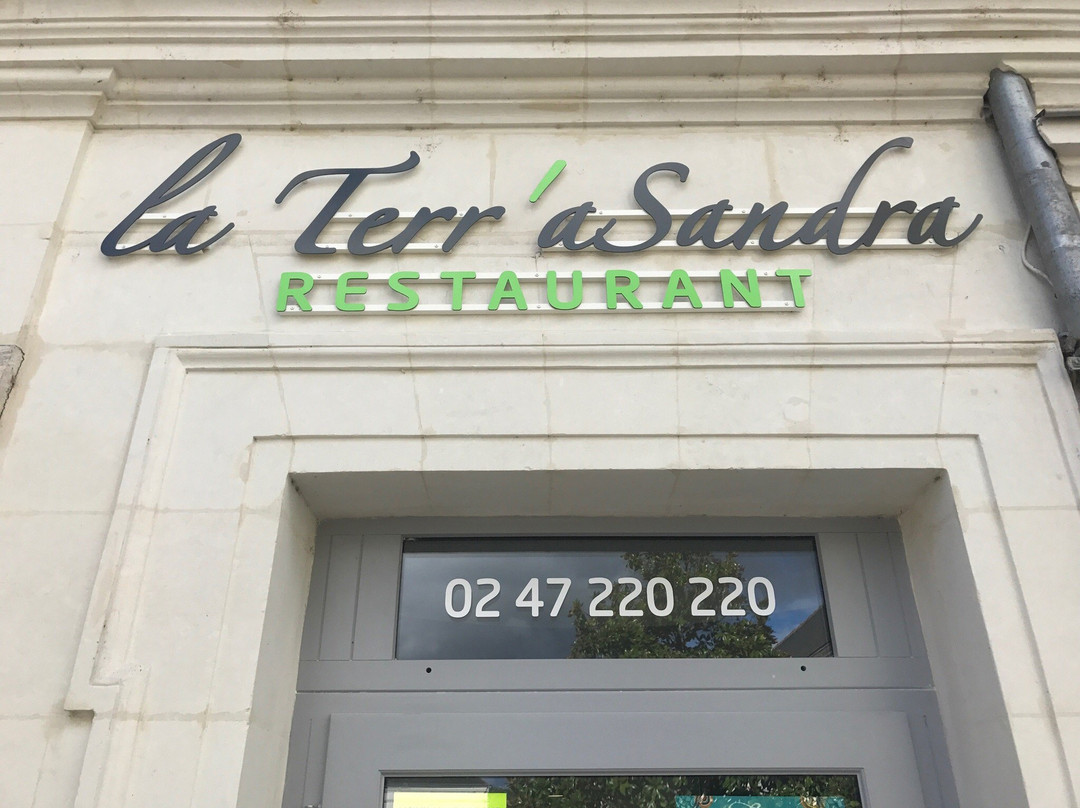 la Terr'aSandra
RESTAURANT
02 47 220 220